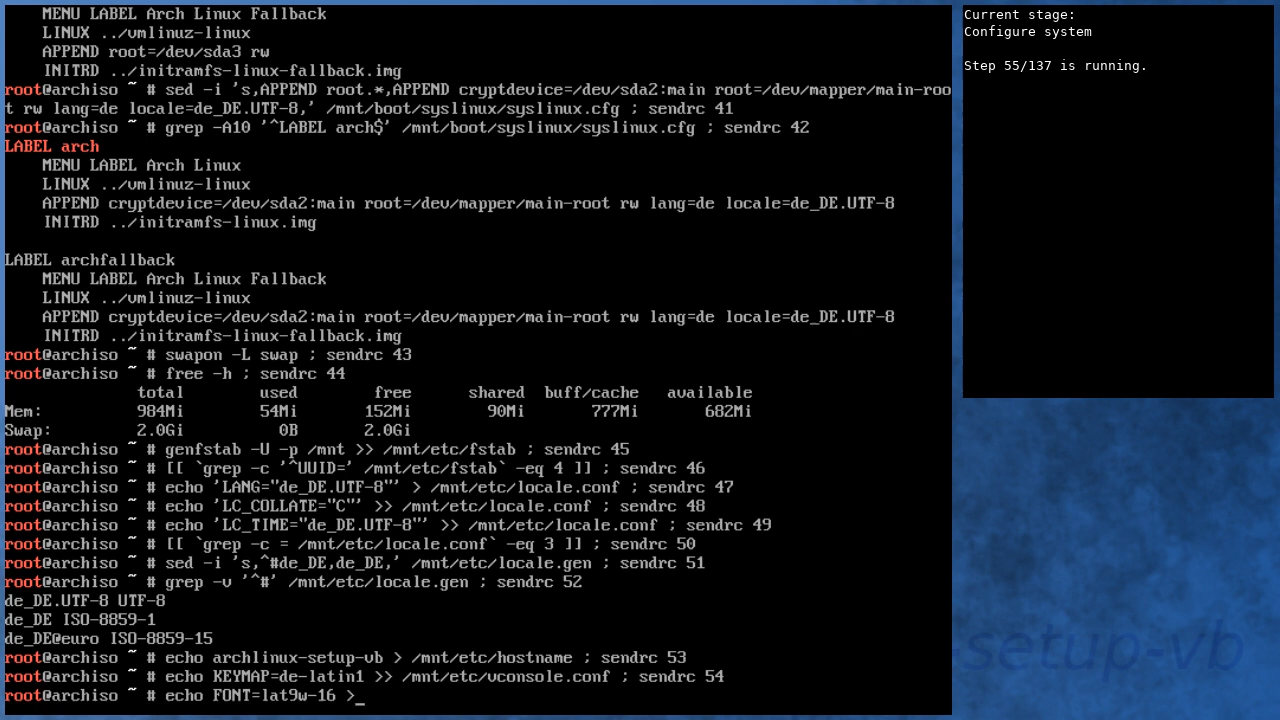 MENU LABEL Arch Linux Fallback
    LINUX ../vmlinuz-linux
    APPEND root=/dev/sda3 rw
    INITRD ../initramfs-linux-fallback.img
root@archiso ~ # sed -i 's,APPEND root.*,APPEND cryptdevice=/dev/sda2:main root=/dev/mapper/main-roo
t rw lang=de locale=de_DE.UTF-8,' /mnt/boot/syslinux/syslinux.cfg ; sendrc 41
root@archiso ~ # grep -A10 '^LABEL arch$' /mnt/boot/syslinux/syslinux.cfg ; sendrc 42
LABEL arch
    MENU LABEL Arch Linux
    LINUX ../vmlinuz-linux
    APPEND cryptdevice=/dev/sda2:main root=/dev/mapper/main-root rw lang=de locale=de_DE.UTF-8
    INITRD ../initramfs-linux.img

LABEL archfallback
    MENU LABEL Arch Linux Fallback
    LINUX ../vmlinuz-linux
    APPEND cryptdevice=/dev/sda2:main root=/dev/mapper/main-root rw lang=de locale=de_DE.UTF-8
    INITRD ../initramfs-linux-fallback.img
root@archiso ~ # swapon -L swap ; sendrc 43
root@archiso ~ # free -h ; sendrc 44
              total        used        free      shared  buff/cache   available
Mem:          984Mi        54Mi       152Mi        90Mi       777Mi       682Mi
Swap:         2.0Gi          0B       2.0Gi
root@archiso ~ # genfstab -U -p /mnt >> /mnt/etc/fstab ; sendrc 45
root@archiso ~ # [[ `grep -c '^UUID=' /mnt/etc/fstab` -eq 4 ]] ; sendrc 46
root@archiso ~ # echo 'LANG="de_DE.UTF-8"' > /mnt/etc/locale.conf ; sendrc 47
root@archiso ~ # echo 'LC_COLLATE="C"' >> /mnt/etc/locale.conf ; sendrc 48
root@archiso ~ # echo 'LC_TIME="de_DE.UTF-8"' >> /mnt/etc/locale.conf ; sendrc 49
root@archiso ~ # [[ `grep -c = /mnt/etc/locale.conf` -eq 3 ]] ; sendrc 50
root@archiso ~ # sed -i 's,^#de_DE,de_DE,' /mnt/etc/locale.gen ; sendrc 51
root@archiso ~ # grep -v '^#' /mnt/etc/locale.gen ; sendrc 52
de_DE.UTF-8 UTF-8
de_DE ISO-8859-1
de_DE@euro ISO-8859-15
root@archiso ~ # echo archlinux-setup-vb > /mnt/etc/hostname ; sendrc 53
root@archiso ~ # echo KEYMAP=de-latin1 >> /mnt/etc/vconsole.conf ; sendrc 54
root@archiso ~ # echo FONT=lat9w-16 >_
Current stage:
Configure system

Step 55/137 is running.
-setup-vb